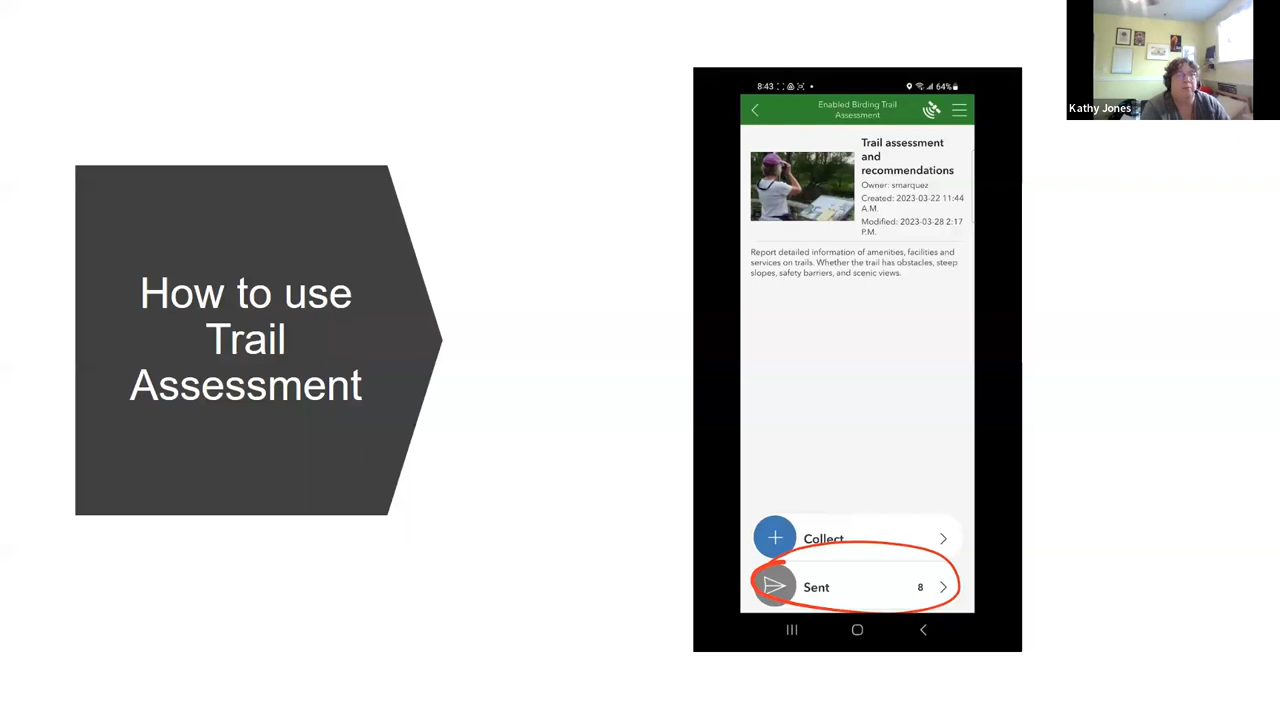 How to use
Trail
Assessment
8:43
64%
Enabled Birding Trail
Assessment
Trail assessment
and
recommendations
Owner: smarquez
Created: 2023-03-22 11:44
A.M.
Modified: 2023-03-28 2:17
P.M.
Report detailed information of amenities, facilities and
services on trails. Whether the trail has obstacles, steep
slopes, safety barriers, and scenic views.
Collect
Sent 8
Kathy Jones